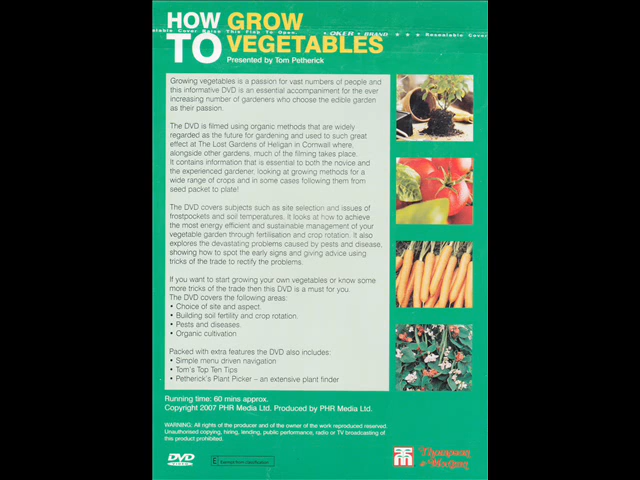 HOW GROW
TO VEGETABLES
Resealable Cover Raise This Flap To Open. • OKER • BRAND Resealable Cover
Presented by Tom Petherick
Growing vegetables is a passion for vast numbers of people and
this informative DVD is an essential accompaniment for the ever
increasing number of gardeners who choose the edible garden
as their passion.
The DVD is filmed using organic methods that are widely
regarded as the future for gardening and used to such great
effect at The Lost Gardens of Heligan in Cornwall where,
alongside other gardens, much of the filming takes place.
It contains information that is essential to both the novice and
the experienced gardener, looking at growing methods for a
wide range of crops and in some cases following them from
seed packet to plate!
The DVD covers subjects such as site selection and issues of
frostpockets and soil temperatures. It looks at how to achieve
the most energy efficient and sustainable management of your
vegetable garden through fertilisation and crop rotation. It also
explores the devastating problems caused by pests and disease,
showing how to spot the early signs and giving advice using
tricks of the trade to rectify the problems.
If you want to start growing your own vegetables or know some
more tricks of the trade then this DVD is a must for you.
The DVD covers the following areas:
• Choice of site and aspect.
• Building soil fertility and crop rotation.
• Pests and diseases.
• Organic cultivation
Packed with extra features the DVD also includes:
• Simple menu driven navigation
• Tom's Top Ten Tips
• Petherick's Plant Picker – an extensive plant finder
Running time: 60 mins approx.
Copyright 2007 PHR Media Ltd. Produced by PHR Media Ltd.
WARNING: All rights of the producer and of the owner of the work reproduced reserved.
Unauthorised copying, hiring, lending, public performance, radio or TV broadcasting of
this product prohibited.
DVD VIDEO
E Exempt from classification
Thompson
& Morgan